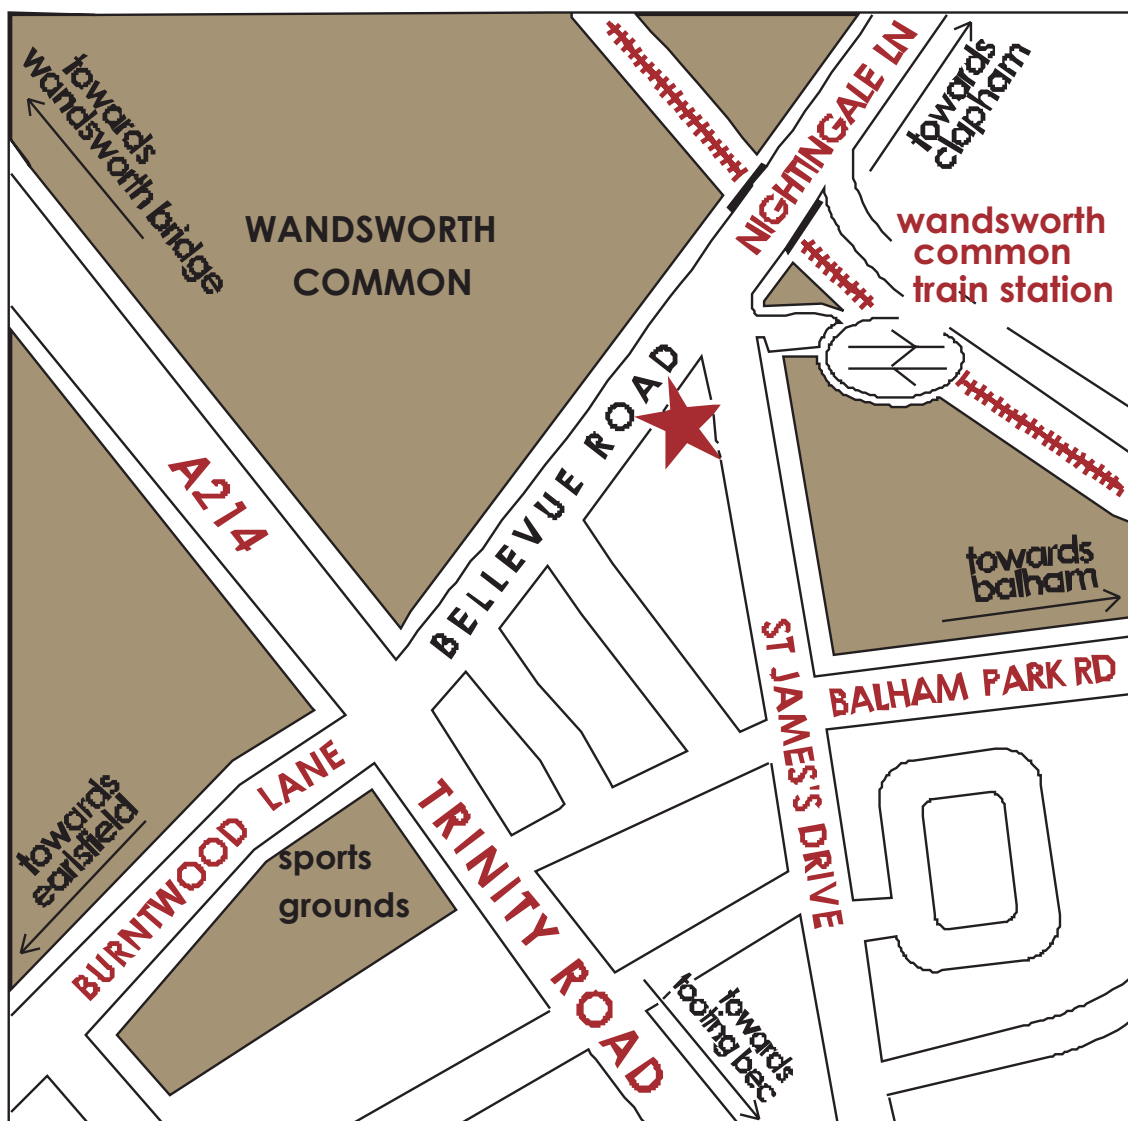 towards
wandsworth bridge
NIGHTINGALE LN
towards
clapham
WANDSWORTH
COMMON
wandsworth
common
train station
BELLEVUE ROAD
A214
towards
balham
ST JAMES'S DRIVE
BALHAM PARK RD
BURNTWOOD LANE
towards
earlsfield
sports
grounds
TRINITY ROAD
towards
tooting bec